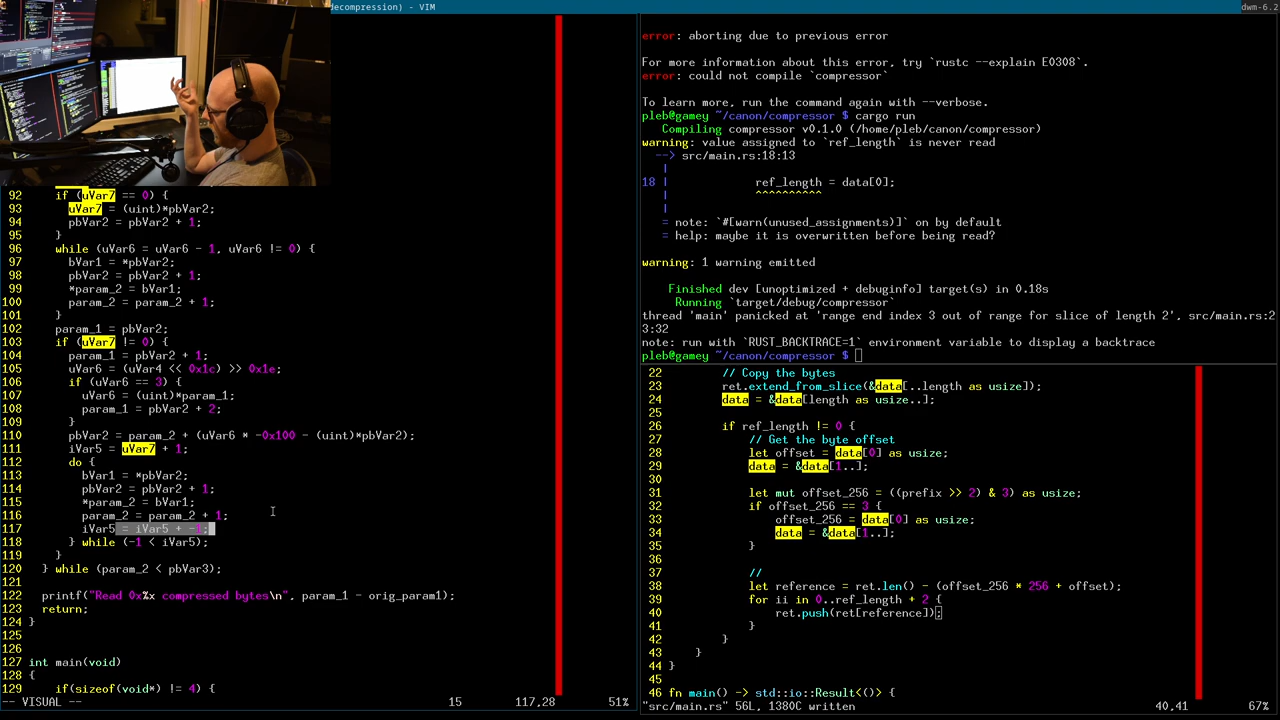 decompression) - VIM
dwm-6.2
92 if (uVar7 == 0) {
93 uVar7 = (uint)*pbVar2;
94 pbVar2 = pbVar2 + 1;
95 }
96 while (uVar6 = uVar6 - 1, uVar6 != 0) {
97 bVar1 = *pbVar2;
98 pbVar2 = pbVar2 + 1;
99 *param_2 = bVar1;
100 param_2 = param_2 + 1;
101 }
102 param_1 = pbVar2;
103 if (uVar7 != 0) {
104 param_1 = pbVar2 + 1;
105 uVar6 = (uVar4 << 0x1c) >> 0x1e;
106 if (uVar6 == 3) {
107 uVar6 = (uint)*param_1;
108 param_1 = pbVar2 + 2;
109 }
110 pbVar2 = param_2 + (uVar6 * -0x100 - (uint)*pbVar2);
111 iVar5 = uVar7 + 1;
112 do {
113 bVar1 = *pbVar2;
114 pbVar2 = pbVar2 + 1;
115 *param_2 = bVar1;
116 param_2 = param_2 + 1;
117 iVar5 = iVar5 + -1;
118 } while (-1 < iVar5);
119 }
120 } while (param_2 < pbVar3);
121
122 printf("Read 0x%x compressed bytes\n", param_1 - orig_param1);
123 return;
124 }
125
126
127 int main(void)
128 {
129 if(sizeof(void*) != 4) {
-- VISUAL -- 15 117,28 51%
error: aborting due to previous error
For more information about this error, try `rustc --explain E0308`.
error: could not compile `compressor`
To learn more, run the command again with --verbose.
pleb@gamey ~/canon/compressor $ cargo run
Compiling compressor v0.1.0 (/home/pleb/canon/compressor)
warning: value assigned to `ref_length` is never read
--> src/main.rs:18:13
|
18 | ref_length = data[0];
| ^^^^^^^^^^
|
= note: `#[warn(unused_assignments)]` on by default
= help: maybe it is overwritten before being read?
warning: 1 warning emitted
Finished dev [unoptimized + debuginfo] target(s) in 0.18s
Running `target/debug/compressor`
thread 'main' panicked at 'range end index 3 out of range for slice of length 2', src/main.rs:2
3:32
note: run with `RUST_BACKTRACE=1` environment variable to display a backtrace
pleb@gamey ~/canon/compressor $
22 // Copy the bytes
23 ret.extend_from_slice(&data[..length as usize]);
24 data = &data[length as usize..];
25
26 if ref_length != 0 {
27 // Get the byte offset
28 let offset = data[0] as usize;
29 data = &data[1..];
30
31 let mut offset_256 = ((prefix >> 2) & 3) as usize;
32 if offset_256 == 3 {
33 offset_256 = data[0] as usize;
34 data = &data[1..];
35 }
36
37 //
38 let reference = ret.len() - (offset_256 * 256 + offset);
39 for ii in 0..ref_length + 2 {
40 ret.push(ret[reference]);
41 }
42 }
43 }
44 }
45
46 fn main() -> std::io::Result<()> {
"src/main.rs" 56L, 1380C written 40,41 67%